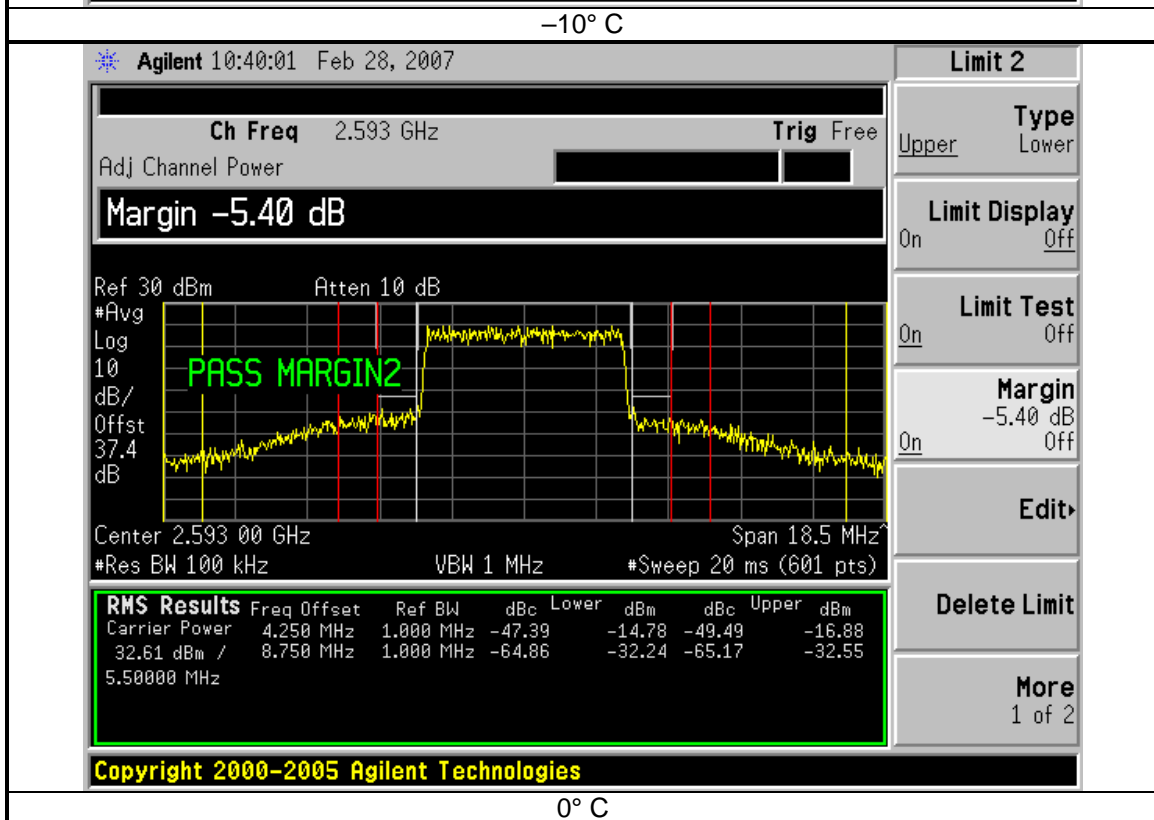 –10° C
Agilent 10:40:01 Feb 28, 2007
Limit 2
Ch Freq 2.593 GHz Trig Free
Adj Channel Power
Margin –5.40 dB
Ref 30 dBm Atten 10 dB
#Avg
Log
10
dB/
Offst
37.4
dB
PASS MARGIN2
Center 2.593 00 GHz Span 18.5 MHz^
#Res BW 100 kHz VBW 1 MHz #Sweep 20 ms (601 pts)
RMS Results Freq Offset Ref BW dBc Lower dBm dBc Upper dBm
Carrier Power 4.250 MHz 1.000 MHz –47.39 –14.78 –49.49 –16.88
32.61 dBm / 8.750 MHz 1.000 MHz –64.86 –32.24 –65.17 –32.55
5.50000 MHz
Copyright 2000–2005 Agilent Technologies
Type
Upper Lower
Limit Display
On Off
Limit Test
On Off
Margin
–5.40 dB
On Off
Edit
Delete Limit
More
1 of 2
0° C